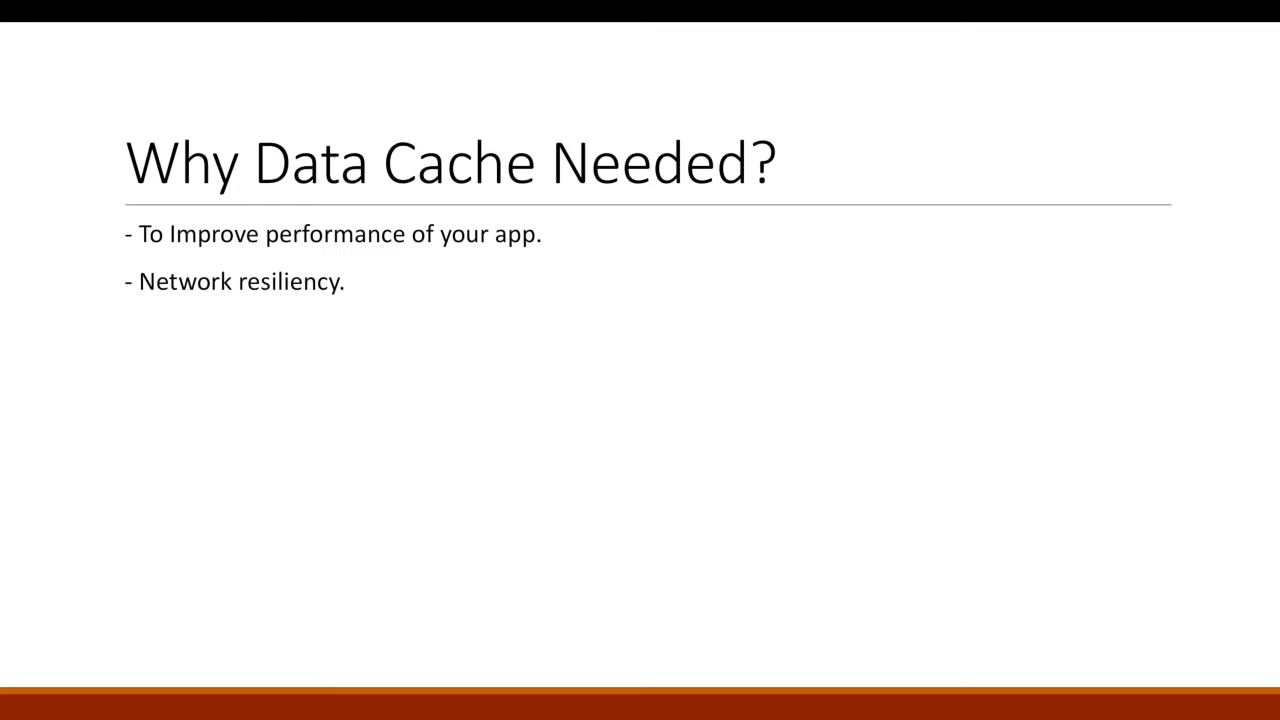 Why Data Cache Needed?
- To Improve performance of your app.
- Network resiliency.